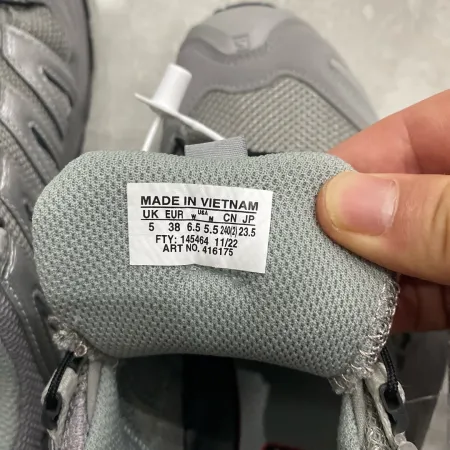 MADE IN VIETNAM
UK EUR W USA M CN JP
5 38 6.5 5.5 240(2) 23.5
FTY: 145464 11/22
ART NO. 416175